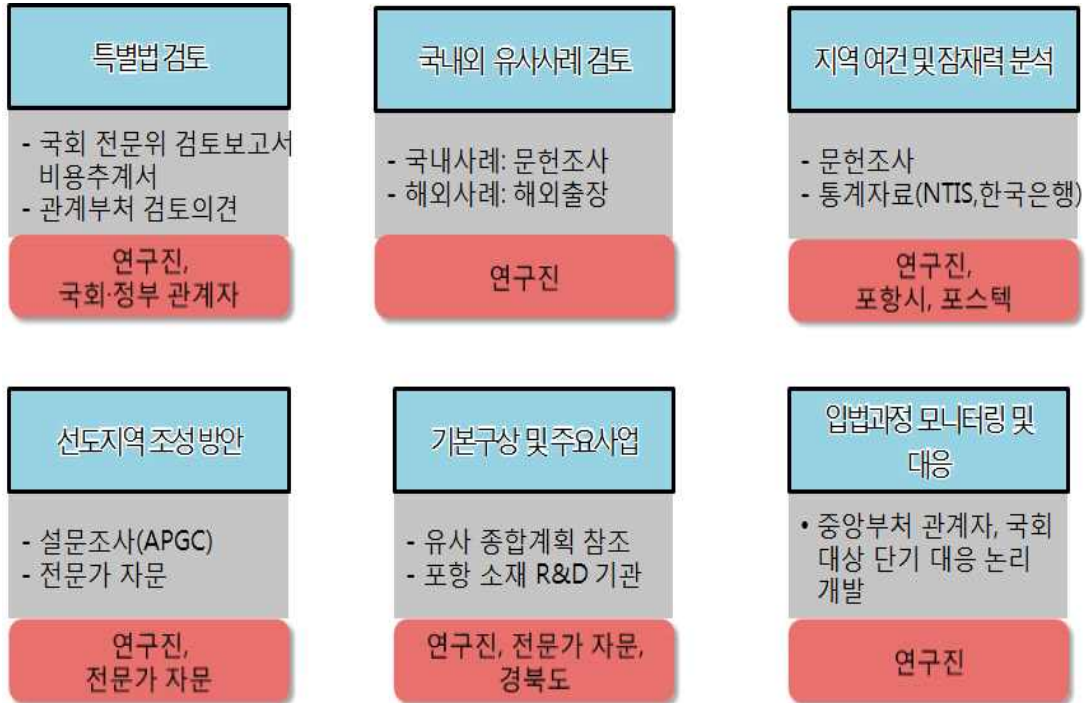 특별법 검토
- 국회 전문위 검토보고서
비용추계서
- 관계부처 검토의견
연구진,
국회·정부 관계자
국내외 유사사례 검토
- 국내사례: 문헌조사
- 해외사례: 해외출장
연구진
지역 여건 및 잠재력 분석
- 문헌조사
- 통계자료(NTIS,한국은행)
연구진,
포항시, 포스텍
선도지역 조성 방안
- 설문조사(APGC)
- 전문가 자문
연구진,
전문가 자문
기본구상 및 주요사업
- 유사 종합계획 참조
- 포항 소재 R&D 기관
연구진, 전문가 자문,
경북도
입법과정 모니터링 및
대응
• 중앙부처 관계자, 국회
대상 단기 대응 논리
개발
연구진